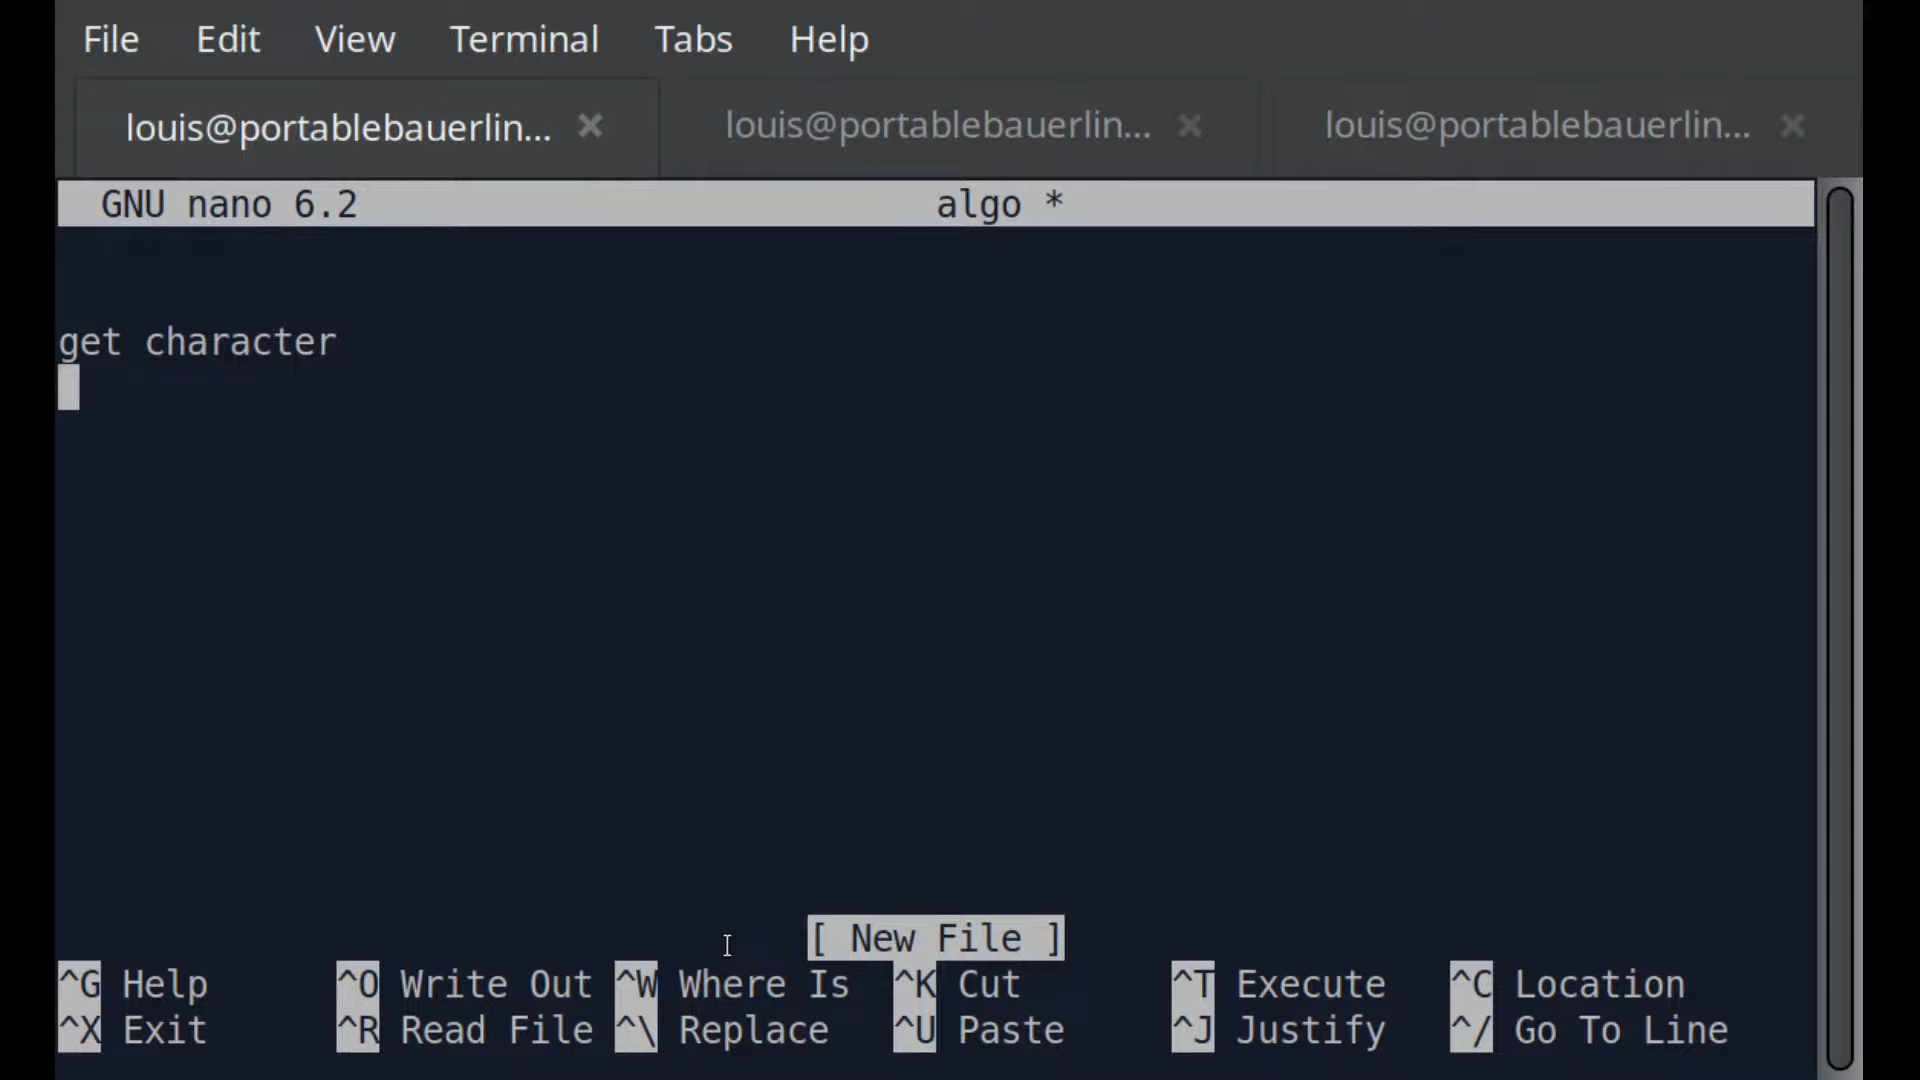 File Edit View Terminal Tabs Help
louis@portablebauerlin... × louis@portablebauerlin... × louis@portablebauerlin... ×
GNU nano 6.2 algo *
get character
[ New File ]
^G Help ^O Write Out ^W Where Is ^K Cut ^T Execute ^C Location
^X Exit ^R Read File ^\ Replace ^U Paste ^J Justify ^/ Go To Line